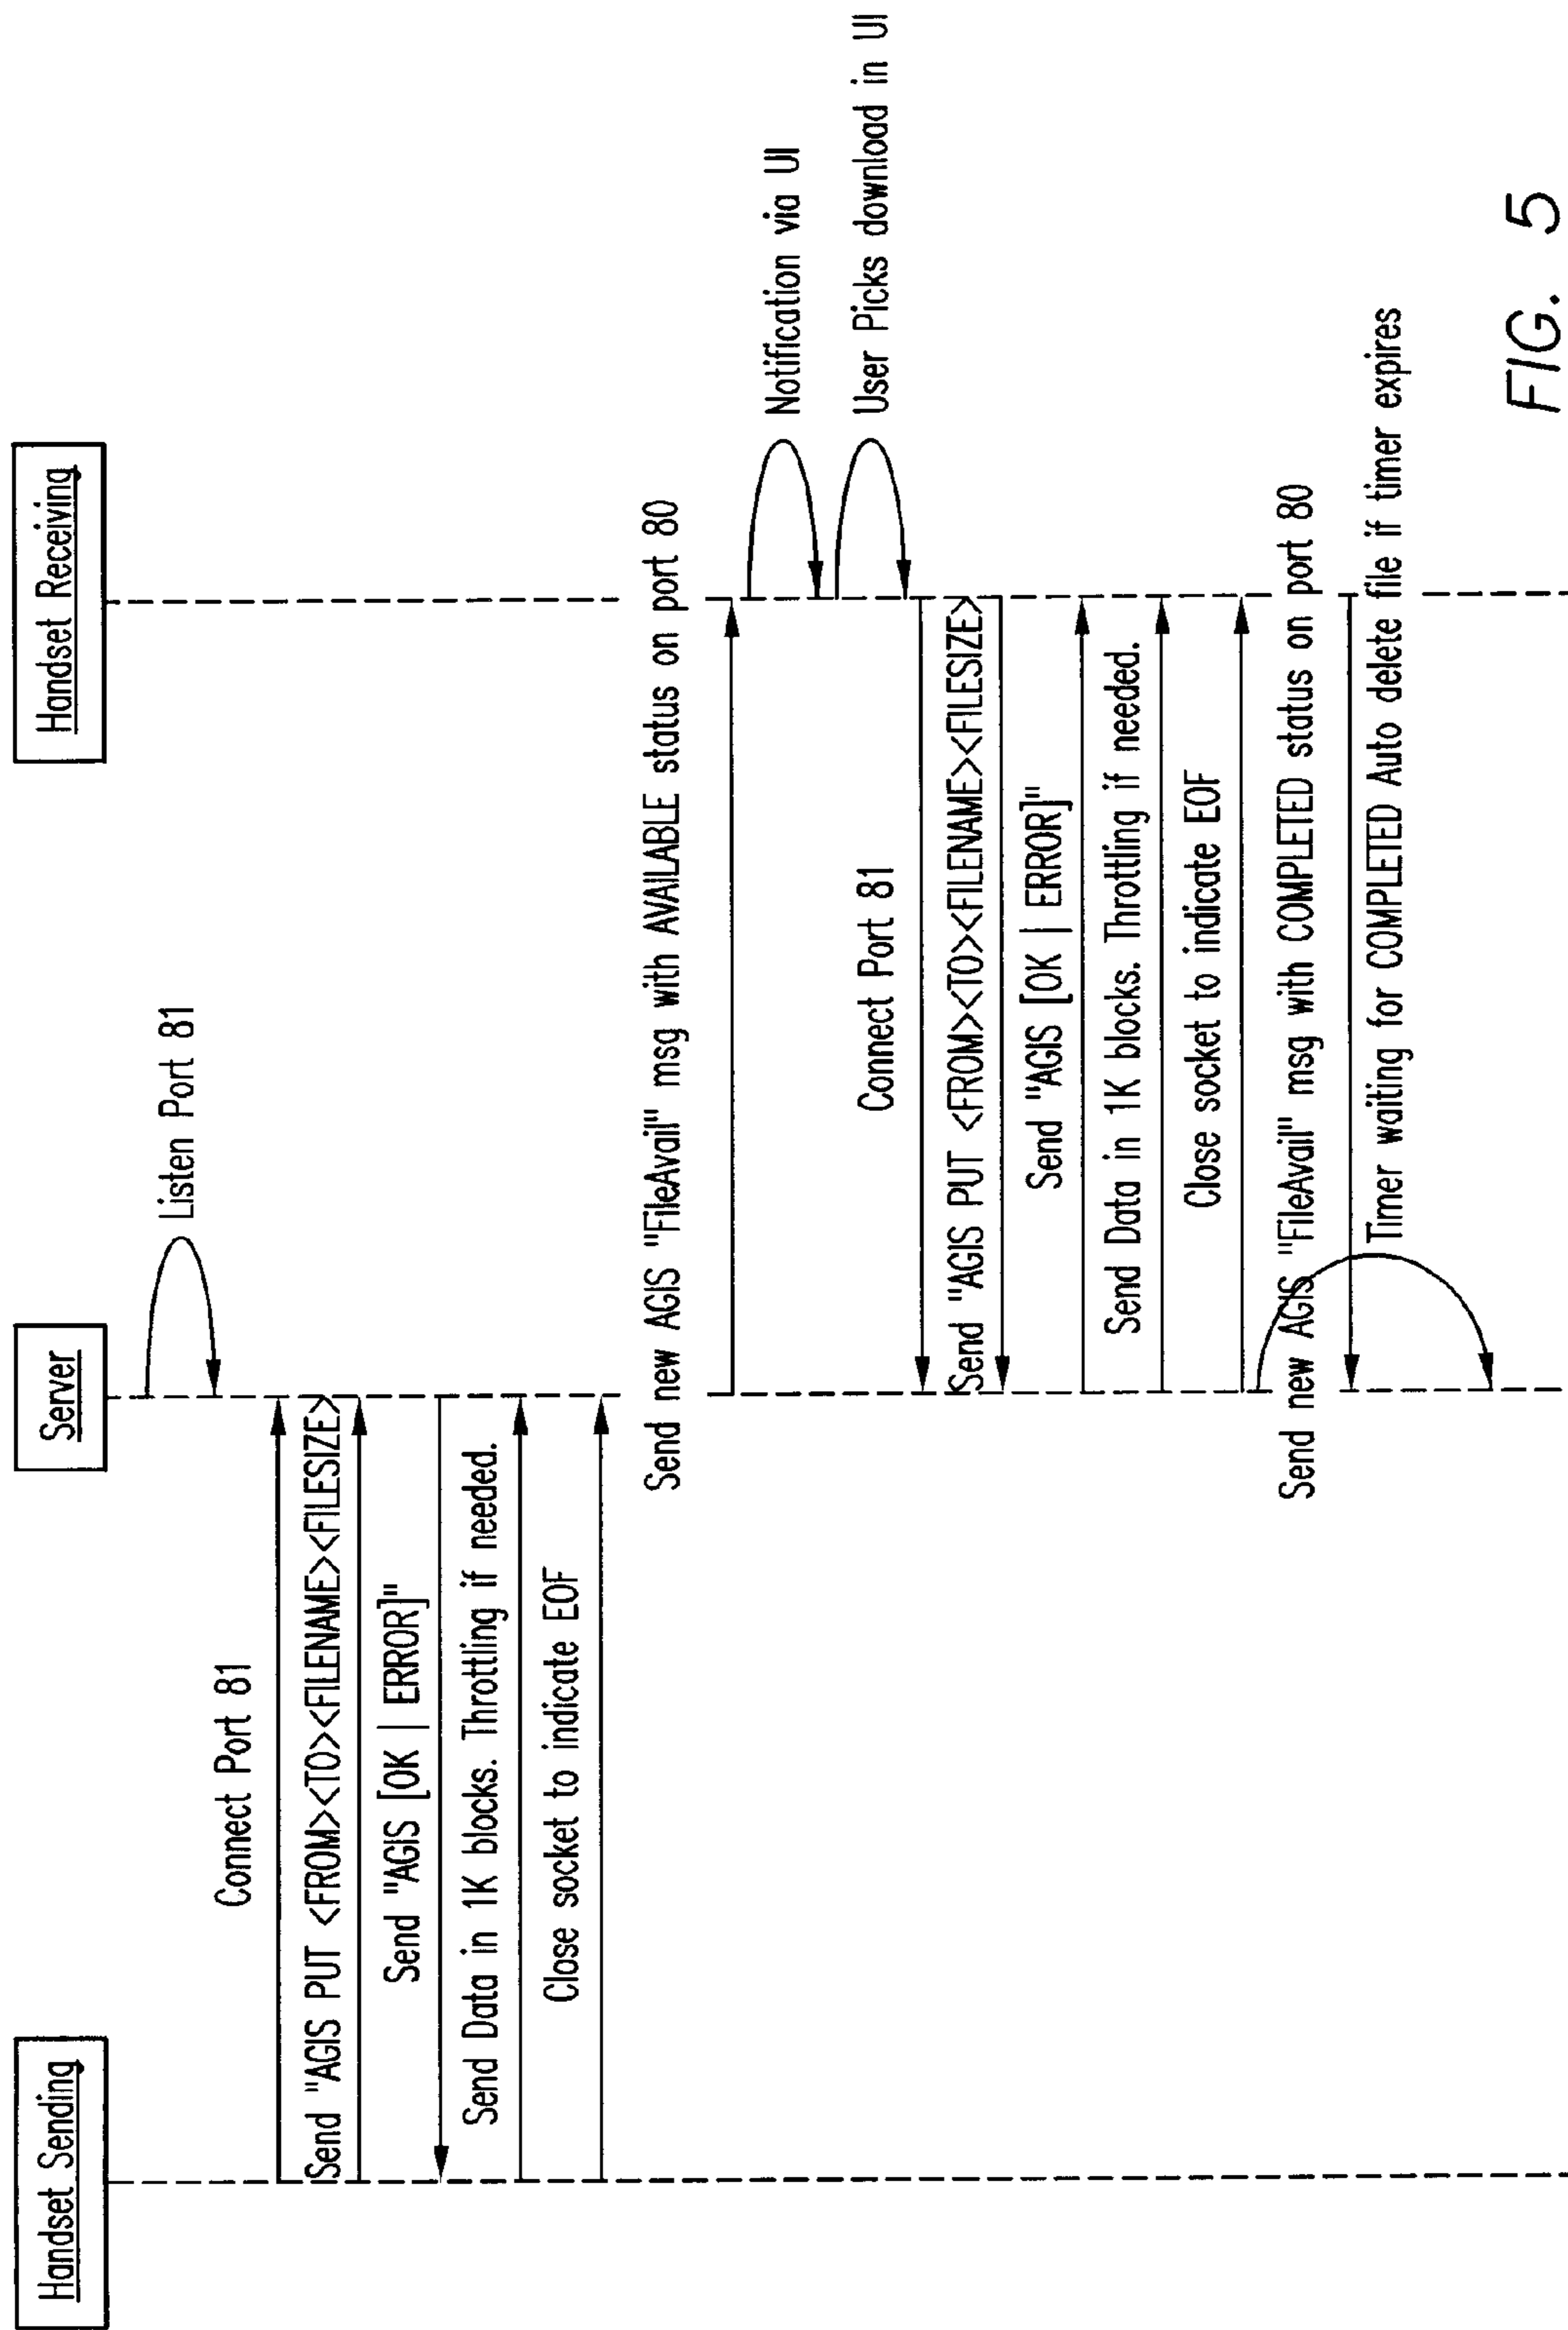 Handset Sending
Server
Handset Receiving
Listen Port 81
Connect Port 81
Send "AGIS PUT <FROM><TO><FILENAME><FILESIZE>
Send "AGIS [OK | ERROR]"
Send Data in 1K blocks. Throttling if needed.
Close socket to indicate EOF
Send new AGIS "FileAvail" msg with AVAILABLE status on port 80
Notification via UI
User Picks download in UI
Connect Port 81
Send "AGIS PUT <FROM><TO><FILENAME><FILESIZE>
Send "AGIS [OK | ERROR]"
Send Data in 1K blocks. Throttling if needed.
Close socket to indicate EOF
Send new AGIS "FileAvail" msg with COMPLETED status on port 80
Timer waiting for COMPLETED Auto delete file if timer expires
FIG. 5